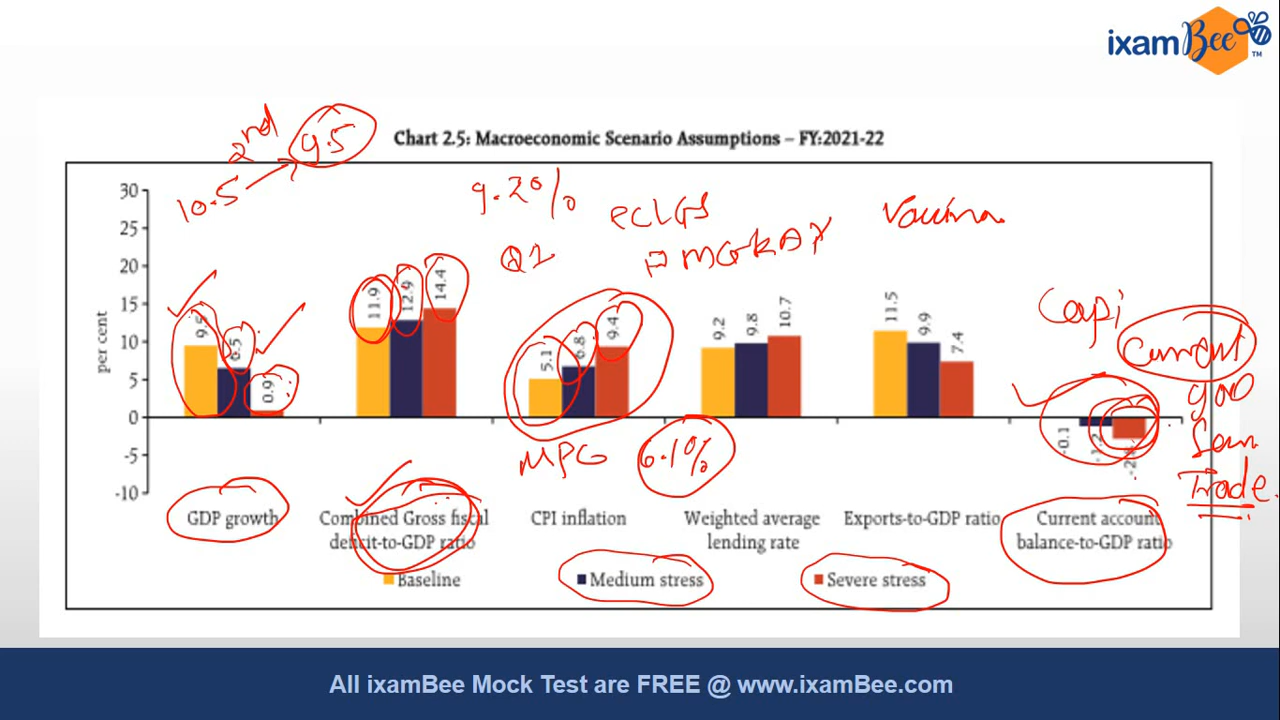 ixamBee
TM
2nd 9.5
10.5
Chart 2.5: Macroeconomic Scenario Assumptions – FY:2021-22
9.20%
ECLGS
PMGKAY
30
25
20
15
10
5
0
-5
-10
per cent
9.5
6.5
0.9
11.9
12.9
14.4
5.1
6.8
9.4
9.2
9.8
10.7
11.5
9.9
7.4
-0.1
-1.2
Capi
Current
Trade
MPC 6.1%
GDP growth
Combined Gross fiscal
deficit-to-GDP ratio
CPI inflation
Weighted average
lending rate
Exports-to-GDP ratio
Current account
balance-to-GDP ratio
Baseline
Medium stress
Severe stress
All ixamBee Mock Test are FREE @ www.ixamBee.com